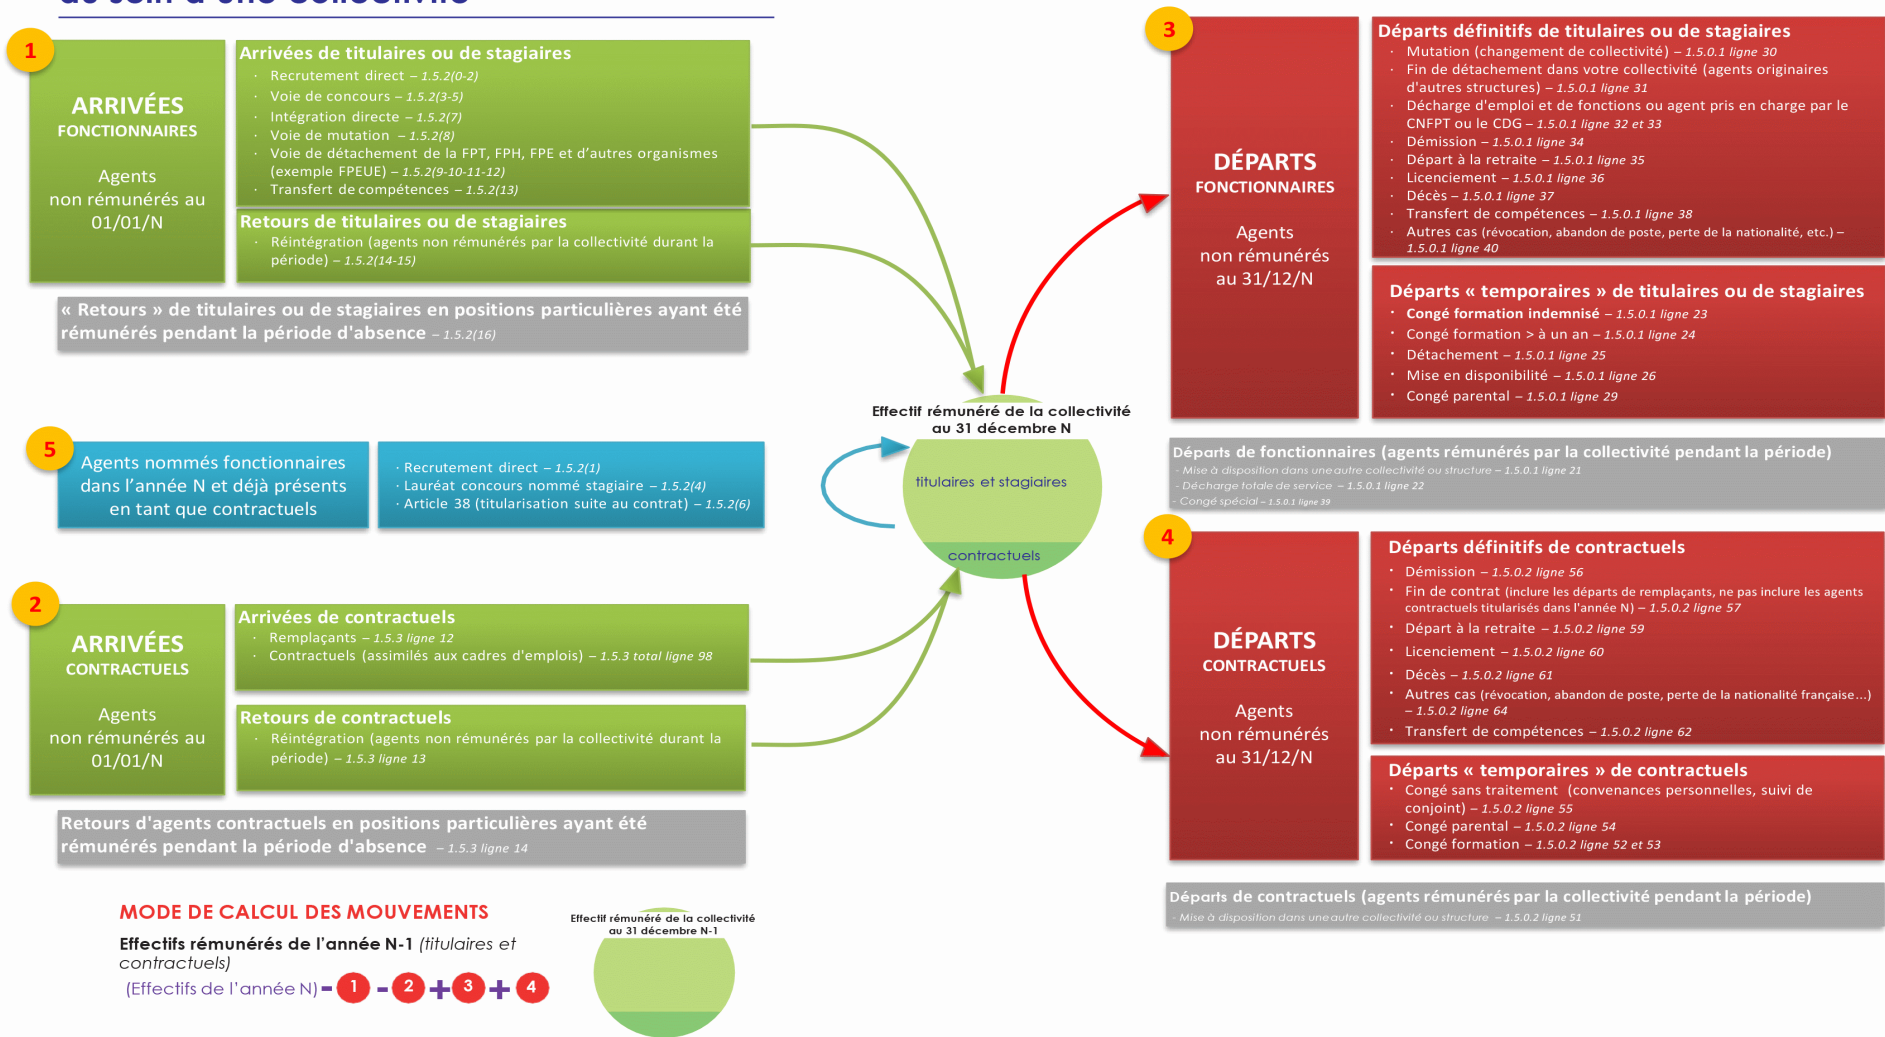 au sein d'une collectivité
1
ARRIVÉES
FONCTIONNAIRES
Agents
non rémunérés au
01/01/N
Arrivées de titulaires ou de stagiaires
· Recrutement direct – 1.5.2(0-2)
· Voie de concours – 1.5.2(3-5)
· Intégration directe – 1.5.2(7)
· Voie de mutation – 1.5.2(8)
· Voie de détachement de la FPT, FPH, FPE et d'autres organismes
(exemple FPEUE) – 1.5.2(9-10-11-12)
· Transfert de compétences – 1.5.2(13)
Retours de titulaires ou de stagiaires
· Réintégration (agents non rémunérés par la collectivité durant la
période) – 1.5.2(14-15)
« Retours » de titulaires ou de stagiaires en positions particulières ayant été
rémunérés pendant la période d'absence – 1.5.2(16)
5
Agents nommés fonctionnaires
dans l'année N et déjà présents
en tant que contractuels
· Recrutement direct – 1.5.2(1)
· Lauréat concours nommé stagiaire – 1.5.2(4)
· Article 38 (titularisation suite au contrat) – 1.5.2(6)
2
ARRIVÉES
CONTRACTUELS
Agents
non rémunérés au
01/01/N
Arrivées de contractuels
· Remplaçants – 1.5.3 ligne 12
· Contractuels (assimilés aux cadres d'emplois) – 1.5.3 total ligne 98
Retours de contractuels
· Réintégration (agents non rémunérés par la collectivité durant la
période) – 1.5.3 ligne 13
Retours d'agents contractuels en positions particulières ayant été
rémunérés pendant la période d'absence – 1.5.3 ligne 14
MODE DE CALCUL DES MOUVEMENTS
Effectifs rémunérés de l'année N-1 (titulaires et
contractuels)
(Effectifs de l'année N) - 1 - 2 + 3 + 4
Effectif rémunéré de la collectivité
au 31 décembre N-1
Effectif rémunéré de la collectivité
au 31 décembre N
titulaires et stagiaires
contractuels
3
DÉPARTS
FONCTIONNAIRES
Agents
non rémunérés
au 31/12/N
Départs définitifs de titulaires ou de stagiaires
· Mutation (changement de collectivité) – 1.5.0.1 ligne 30
· Fin de détachement dans votre collectivité (agents originaires
d'autres structures) – 1.5.0.1 ligne 31
· Décharge d'emploi et de fonctions ou agent pris en charge par le
CNFPT ou le CDG – 1.5.0.1 ligne 32 et 33
· Démission – 1.5.0.1 ligne 34
· Départ à la retraite – 1.5.0.1 ligne 35
· Licenciement – 1.5.0.1 ligne 36
· Décès – 1.5.0.1 ligne 37
· Transfert de compétences – 1.5.0.1 ligne 38
· Autres cas (révocation, abandon de poste, perte de la nationalité, etc.) –
1.5.0.1 ligne 40
Départs « temporaires » de titulaires ou de stagiaires
· Congé formation indemnisé – 1.5.0.1 ligne 23
· Congé formation > à un an – 1.5.0.1 ligne 24
· Détachement – 1.5.0.1 ligne 25
· Mise en disponibilité – 1.5.0.1 ligne 26
· Congé parental – 1.5.0.1 ligne 29
Départs de fonctionnaires (agents rémunérés par la collectivité pendant la période)
- Mise à disposition dans une autre collectivité ou structure – 1.5.0.1 ligne 21
- Décharge totale de service – 1.5.0.1 ligne 22
- Congé spécial – 1.5.0.1 ligne 39
4
DÉPARTS
CONTRACTUELS
Agents
non rémunérés
au 31/12/N
Départs définitifs de contractuels
· Démission – 1.5.0.2 ligne 56
· Fin de contrat (inclure les départs de remplaçants, ne pas inclure les agents
contractuels titularisés dans l'année N) – 1.5.0.2 ligne 57
· Départ à la retraite – 1.5.0.2 ligne 59
· Licenciement – 1.5.0.2 ligne 60
· Décès – 1.5.0.2 ligne 61
· Autres cas (révocation, abandon de poste, perte de la nationalité française...)
– 1.5.0.2 ligne 64
· Transfert de compétences – 1.5.0.2 ligne 62
Départs « temporaires » de contractuels
· Congé sans traitement (convenances personnelles, suivi de
conjoint) – 1.5.0.2 ligne 55
· Congé parental – 1.5.0.2 ligne 54
· Congé formation – 1.5.0.2 ligne 52 et 53
Départs de contractuels (agents rémunérés par la collectivité pendant la période)
- Mise à disposition dans une autre collectivité ou structure – 1.5.0.2 ligne 51